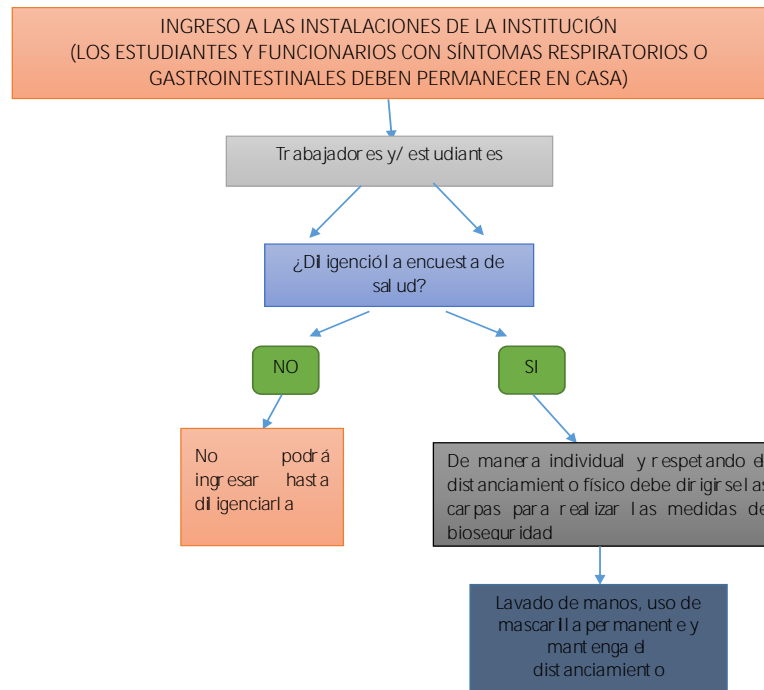 INGRESO A LAS INSTALACIONES DE LA INSTITUCIÓN
(LOS ESTUDIANTES Y FUNCIONARIOS CON SÍNTOMAS RESPIRATORIOS O
GASTROINTESTINALES DEBEN PERMANECER EN CASA)
Trabajadores y/ estudiantes
¿Diligenció la encuesta de
salud?
NO
SI
No podrá
ingresar hasta
diligenciarla
De manera individual y respetando el
distanciamiento físico debe dirigirse las
carpas para realizar las medidas de
bioseguridad
Lavado de manos, uso de
mascarilla permanente y
mantenga el
distanciamiento